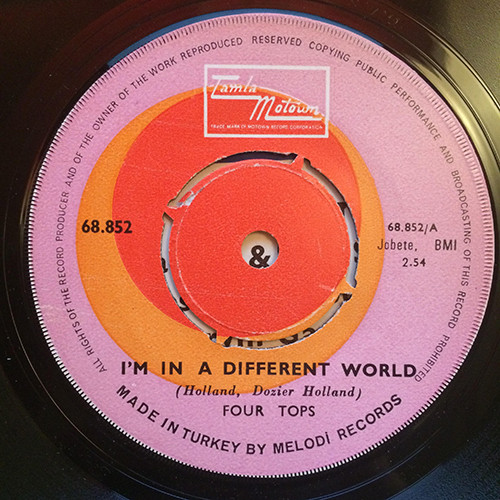 ALL RIGHTS OF THE RECORD PRODUCER AND OF THE OWNER OF THE WORK REPRODUCED RESERVED COPYING PUBLIC PERFORMANCE AND BROADCASTING OF THIS RECORD PROHIBITED
Tamla
Motown
TRADE MARK OF MOTOWN RECORD CORPORATION
68.852
&
68.852/A
Jobete, BMI
2.54
I'M IN A DIFFERENT WORLD
(Holland, Dozier Holland)
FOUR TOPS
MADE IN TURKEY BY MELODİ RECORDS